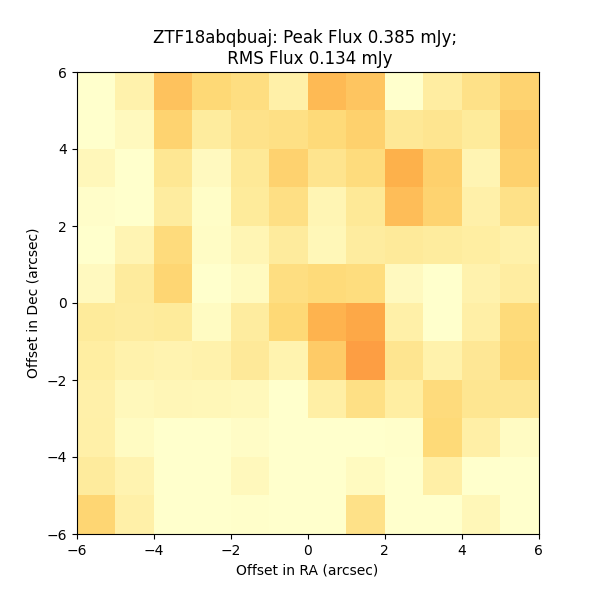 ZTF18abqbuaj: Peak Flux 0.385 mJy;
RMS Flux 0.134 mJy
6
4
2
0
−2
−4
−6
Offset in Dec (arcsec)
−6 −4 −2 0 2 4 6
Offset in RA (arcsec)